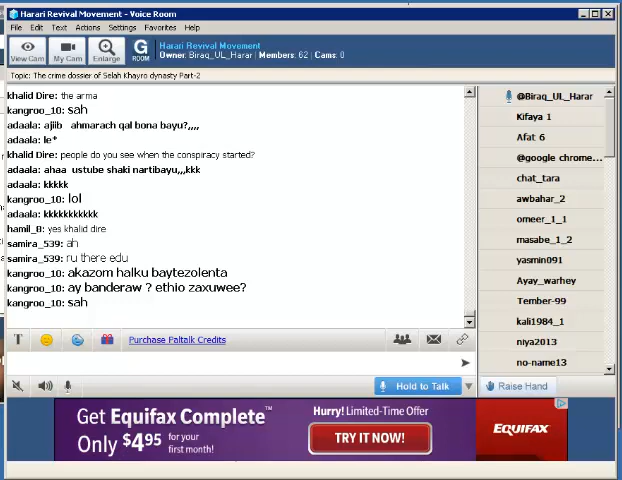 Harari Revival Movement - Voice Room
File Edit Text Actions Settings Favorites Help
View Cam My Cam Enlarge G ROOM
Harari Revival Movement
Owner: Biraq_UL_Harar | Members: 62 | Cams: 0
Topic: The crime dossier of Selah Khayro dynasty Part-2
khalid Dire: the arma
kangroo_10: sah
adaala: ajiib ahmarach qal bona bayu?,,,,
adaala: le*
khalid Dire: people do you see when the conspiracy started?
adaala: ahaa ustube shaki nartibayu,,,kkk
adaala: kkkkk
kangroo_10: lol
adaala: kkkkkkkkkkk
hamil_8: yes khalid dire
samira_539: ah
samira_539: ru there edu
kangroo_10: akazom halku baytezolenta
kangroo_10: ay banderaw ? ethio zaxuwee?
kangroo_10: sah
@Biraq_UL_Harar
Kifaya 1
Afat 6
@google chrome...
chat_tara
awbahar_2
omeer_1_1
masabe_1_2
yasmin091
Ayay_warhey
Tember-99
kali1984_1
niya2013
no-name13
T Purchase Paltalk Credits
Hold to Talk Raise Hand
Get Equifax Complete™
Only $4.95 for your first month!
Hurry! Limited-Time Offer
TRY IT NOW!
EQUIFAX